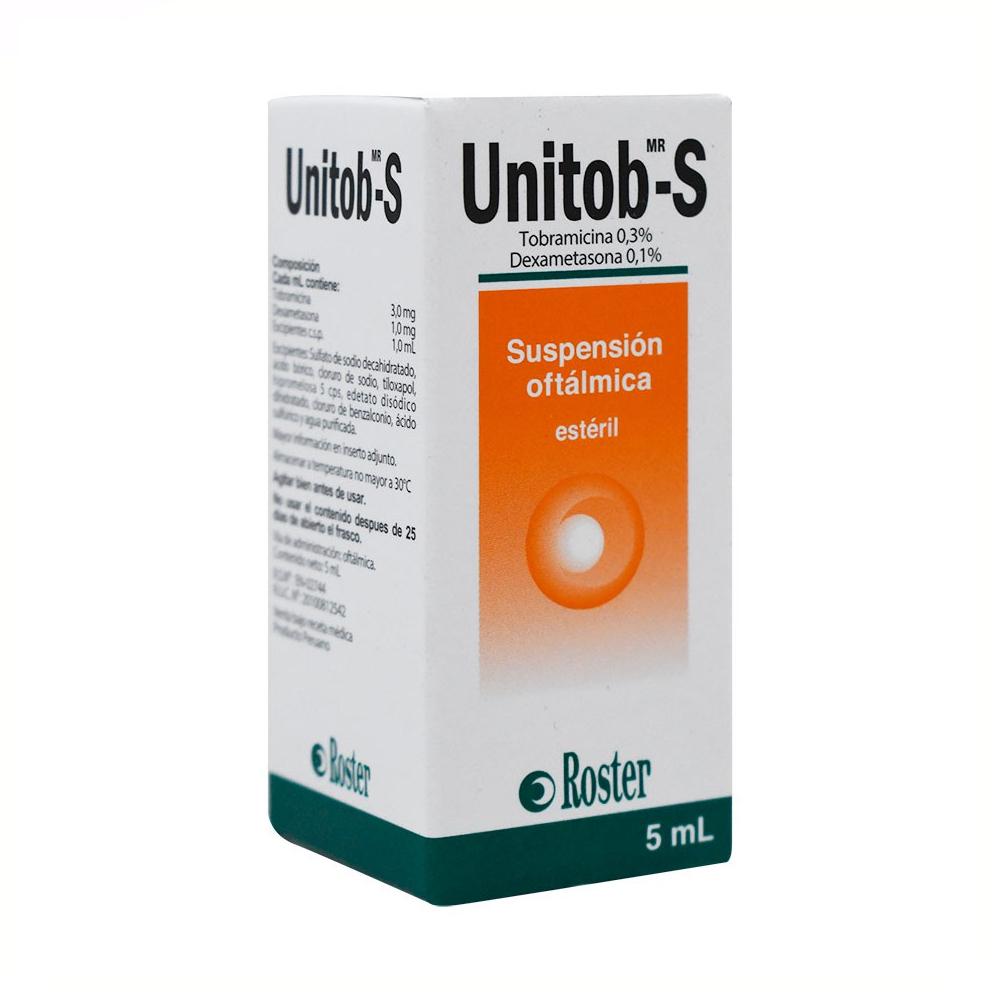 Unitob-S
MR
Composición
Cada mL contiene:
Tobramicina 3,0 mg
Dexametasona 1,0 mg
Excipientes c.s.p. 1,0 mL
Excipientes: Sulfato de sodio decahidratado,
ácido bórico, cloruro de sodio, tiloxapol,
hipromelosa 5 cps, edetato disódico
dihidratado, cloruro de benzalconio, ácido
sulfúrico y agua purificada.
Mayor información en inserto adjunto.
Almacenar a temperatura no mayor a 30°C
Agitar bien antes de usar.
No usar el contenido despues de 25
días de abierto el frasco.
Vía de administración: oftálmica.
Contenido neto: 5 mL
R.U.C. N°: 20100812542
Venta bajo receta médica
Producto Peruano
Roster
Unitob-S
MR
Tobramicina 0,3%
Dexametasona 0,1%
Suspensión
oftálmica
estéril
Roster
5 mL